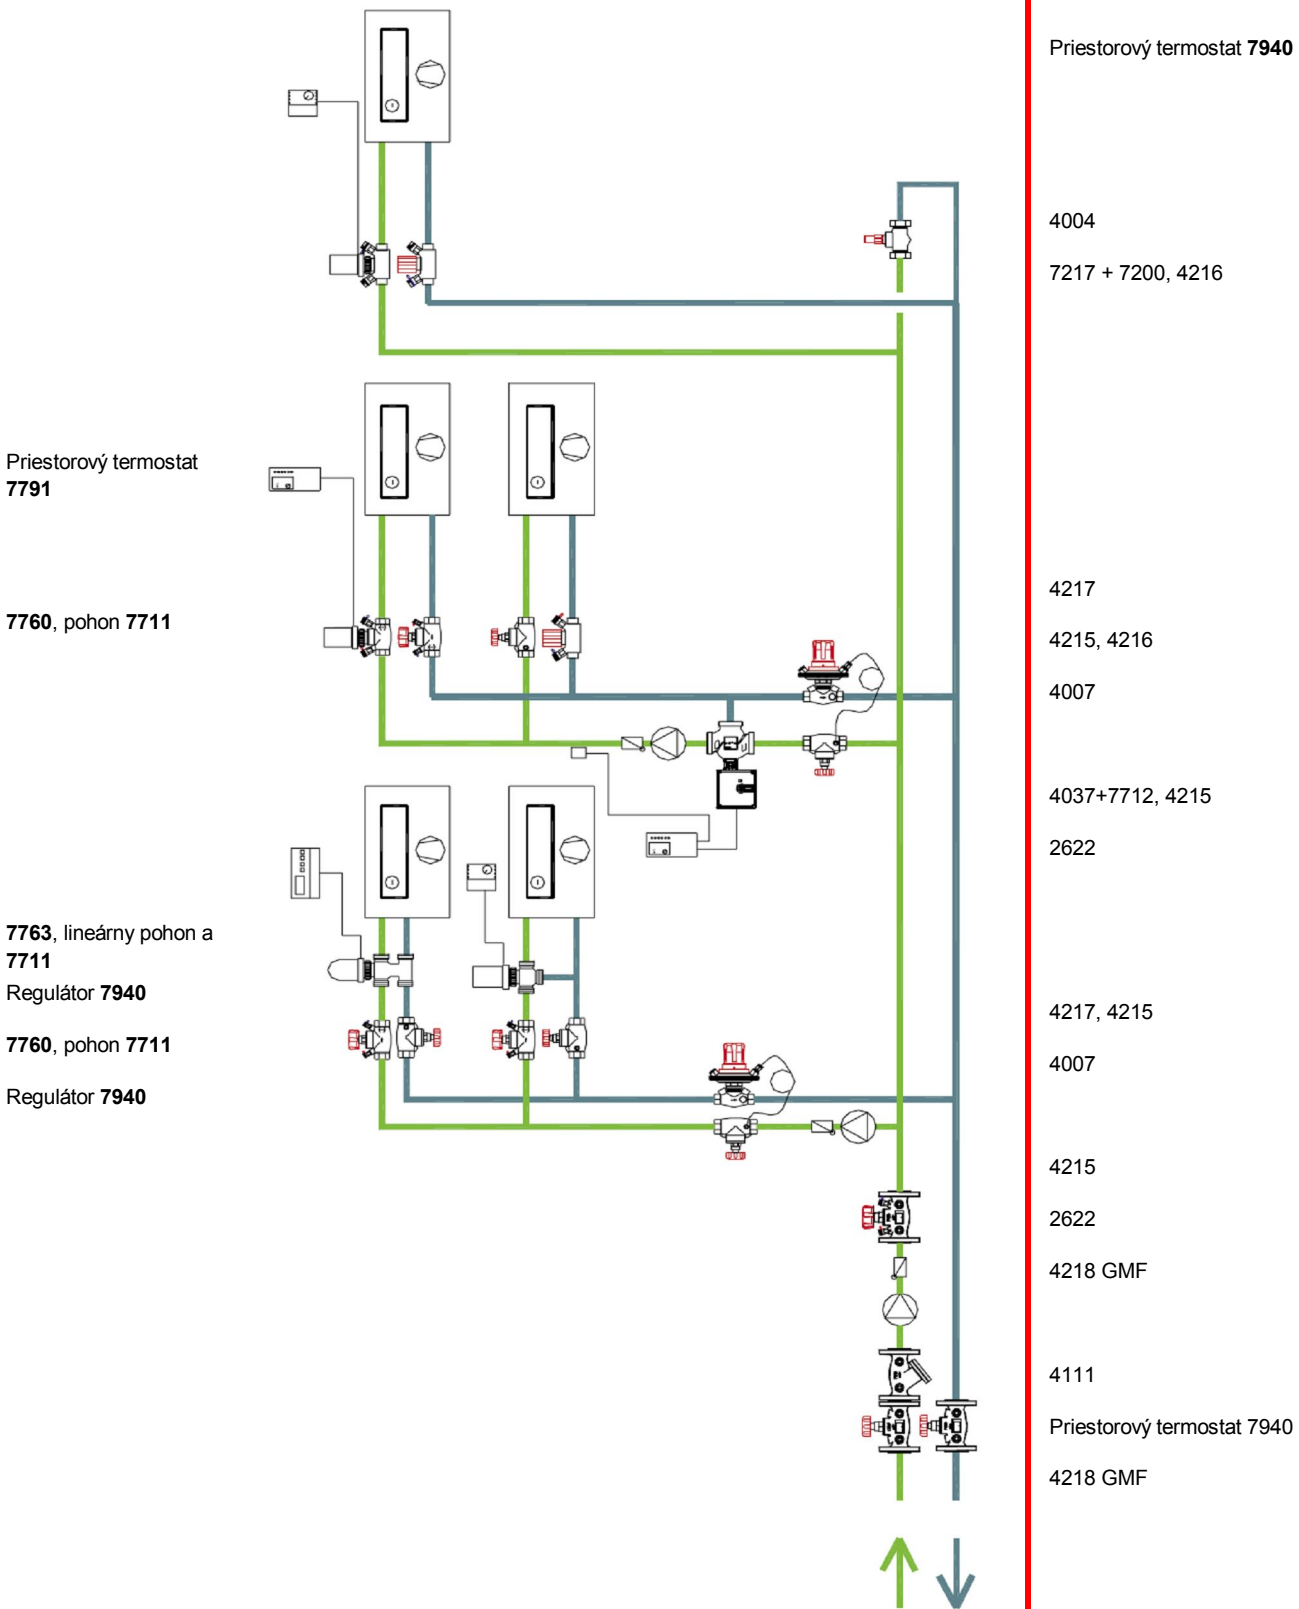 Priestorový termostat 7940
4004
7217 + 7200, 4216
Priestorový termostat
7791
7760, pohon 7711
4217
4215, 4216
4007
4037+7712, 4215
2622
7763, lineárny pohon a
7711
Regulátor 7940
7760, pohon 7711
Regulátor 7940
4217, 4215
4007
4215
2622
4218 GMF
4111
Priestorový termostat 7940
4218 GMF